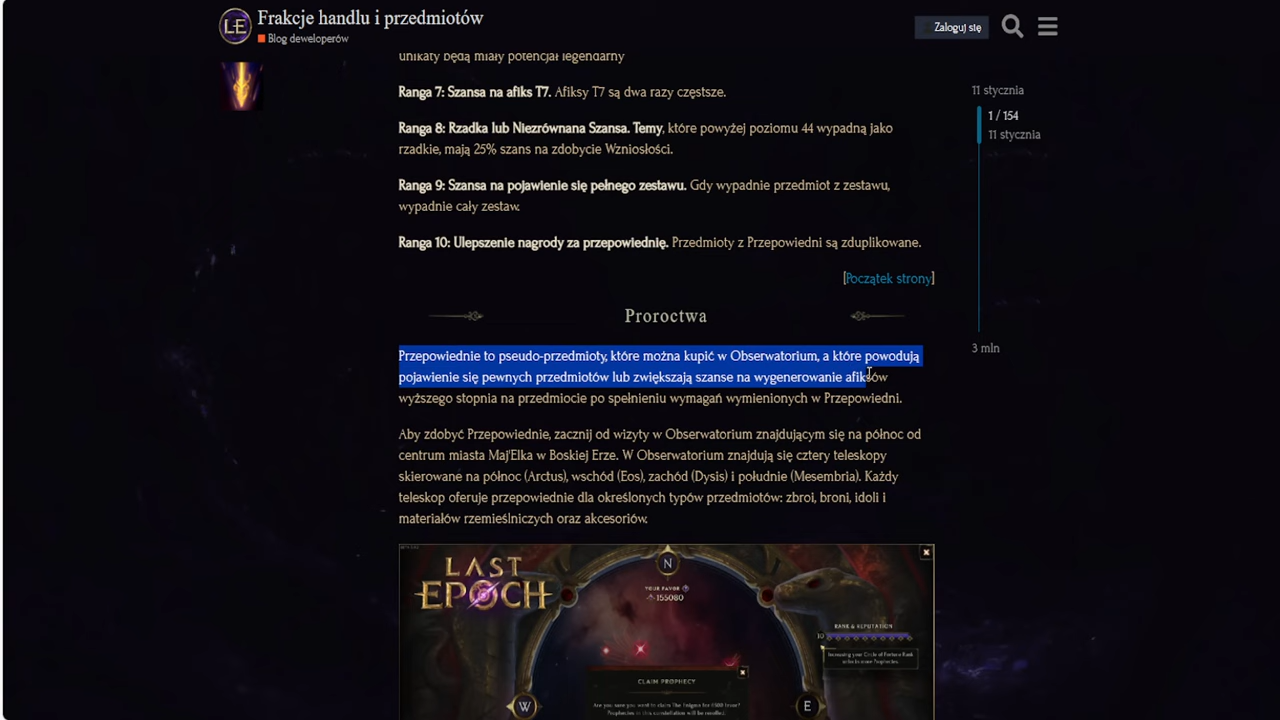 Frakcje handlu i przedmiotów
Blog deweloperów
Zaloguj się
unikaty będą miały potencjał legendarny
Ranga 7: Szansa na afiks T7. Afiksy T7 są dwa razy częstsze.
Ranga 8: Rzadka lub Niezrównana Szansa. Temy, które powyżej poziomu 44 wypadną jako
rzadkie, mają 25% szans na zdobycie Wzniosłości.
Ranga 9: Szansa na pojawienie się pełnego zestawu. Gdy wypadnie przedmiot z zestawu,
wypadnie cały zestaw.
Ranga 10: Ulepszenie nagrody za przepowiednię. Przedmioty z Przepowiedni są zduplikowane.
[Początek strony]
Proroctwa
Przepowiednie to pseudo-przedmioty, które można kupić w Obserwatorium, a które powodują
pojawienie się pewnych przedmiotów lub zwiększają szanse na wygenerowanie afiksów
wyższego stopnia na przedmiocie po spełnieniu wymagań wymienionych w Przepowiedni.
Aby zdobyć Przepowiednie, zacznij od wizyty w Obserwatorium znajdującym się na północ od
centrum miasta Maj'Elka w Boskiej Erze. W Obserwatorium znajdują się cztery teleskopy
skierowane na północ (Arctus), wschód (Eos), zachód (Dysis) i południe (Mesembria). Każdy
teleskop oferuje przepowiednie dla określonych typów przedmiotów: zbroi, broni, idoli i
materiałów rzemieślniczych oraz akcesoriów.
11 stycznia
1 / 154
11 stycznia
3 mln
LAST
EPOCH
N
YOUR FAVOR
155080
RANK & REPUTATION
10
Increasing your Circle of Fortune Rank
CLAIM PROPHECY
W
E